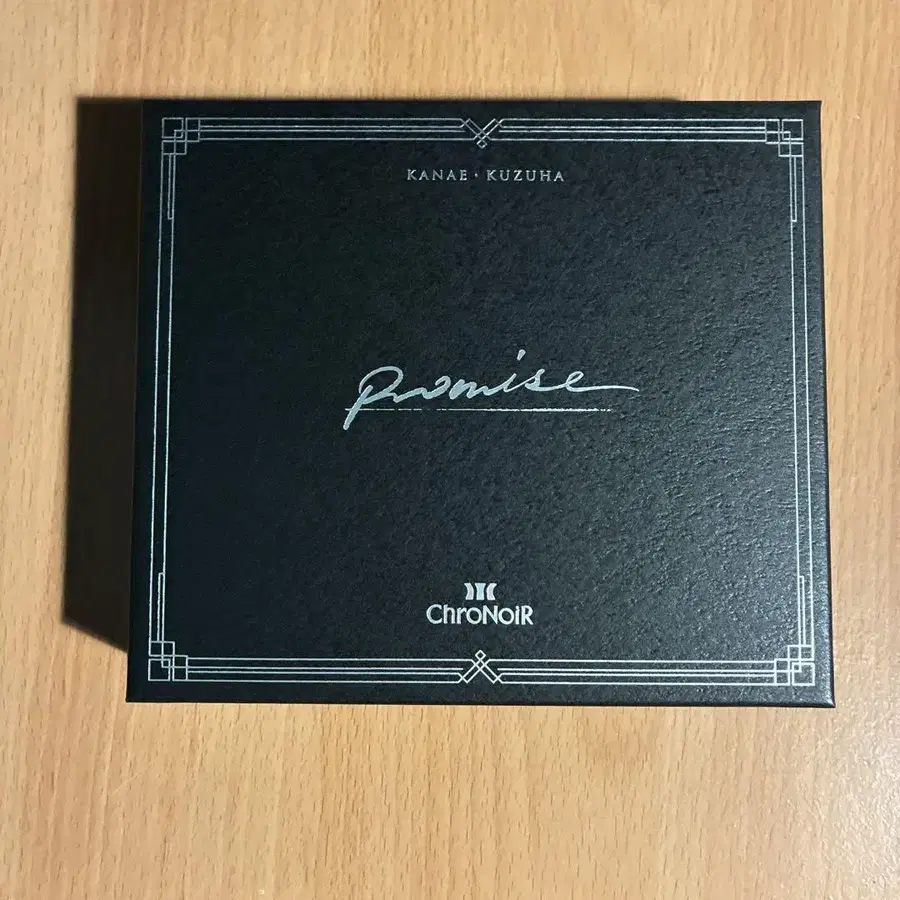 KANAE · KUZUHA
Promise
ChroNoiR